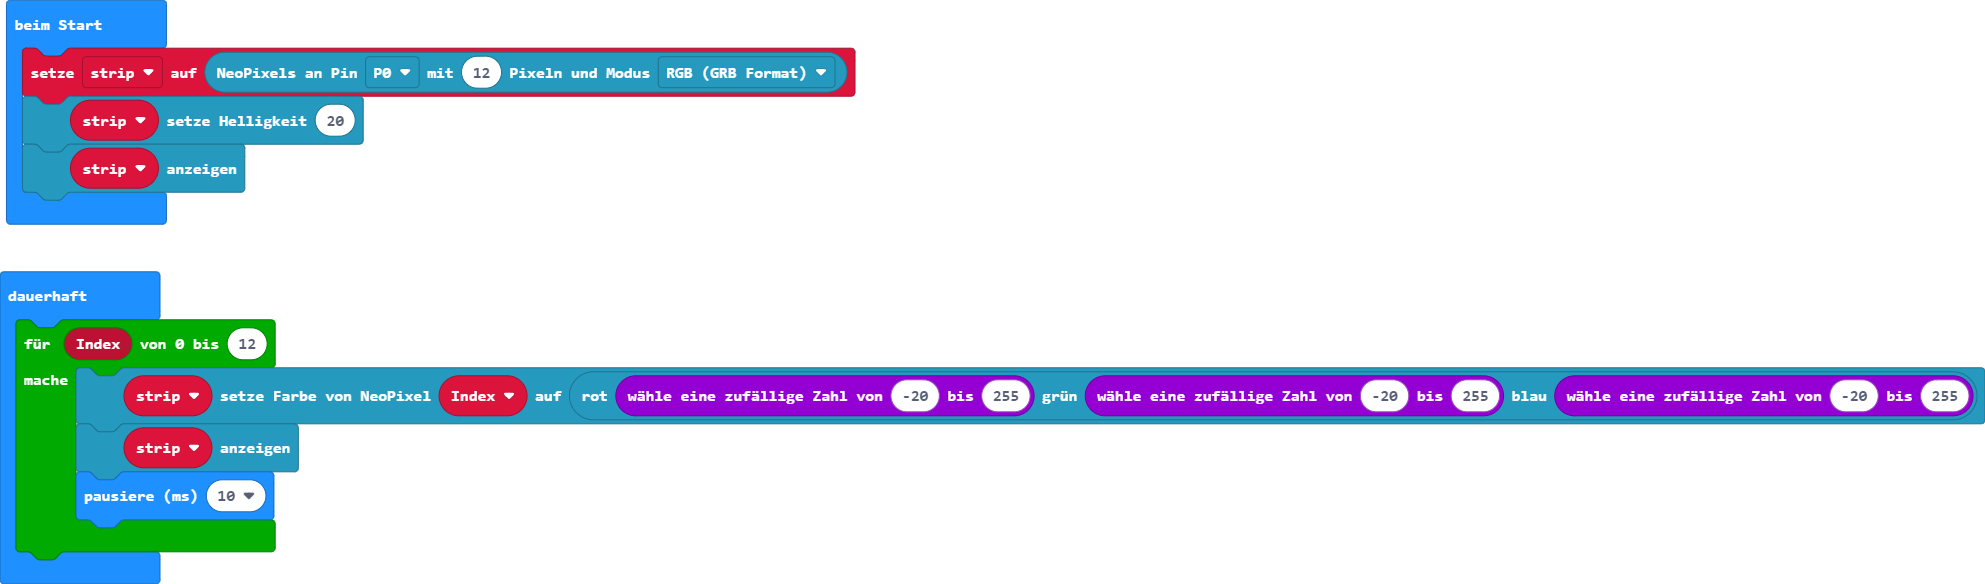 beim Start
setze strip auf NeoPixels an Pin P0 mit 12 Pixeln und Modus RGB (GRB Format)
strip setze Helligkeit 20
strip anzeigen
dauerhaft
für Index von 0 bis 12
mache
strip setze Farbe von NeoPixel Index auf rot wähle eine zufällige Zahl von -20 bis 255 grün wähle eine zufällige Zahl von -20 bis 255 blau wähle eine zufällige Zahl von -20 bis 255
strip anzeigen
pausiere (ms) 10